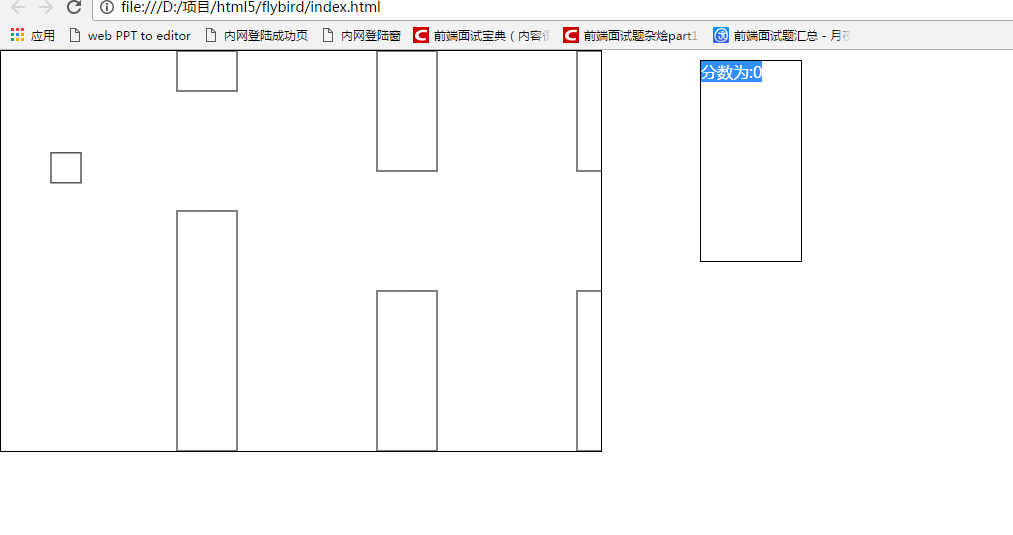 file:///D:/项目/html5/flybird/index.html
应用 web PPT to editor 内网登陆成功页 内网登陆窗 前端面试宝典（内容 前端面试题杂烩part1 前端面试题汇总 - 月
分数为:0